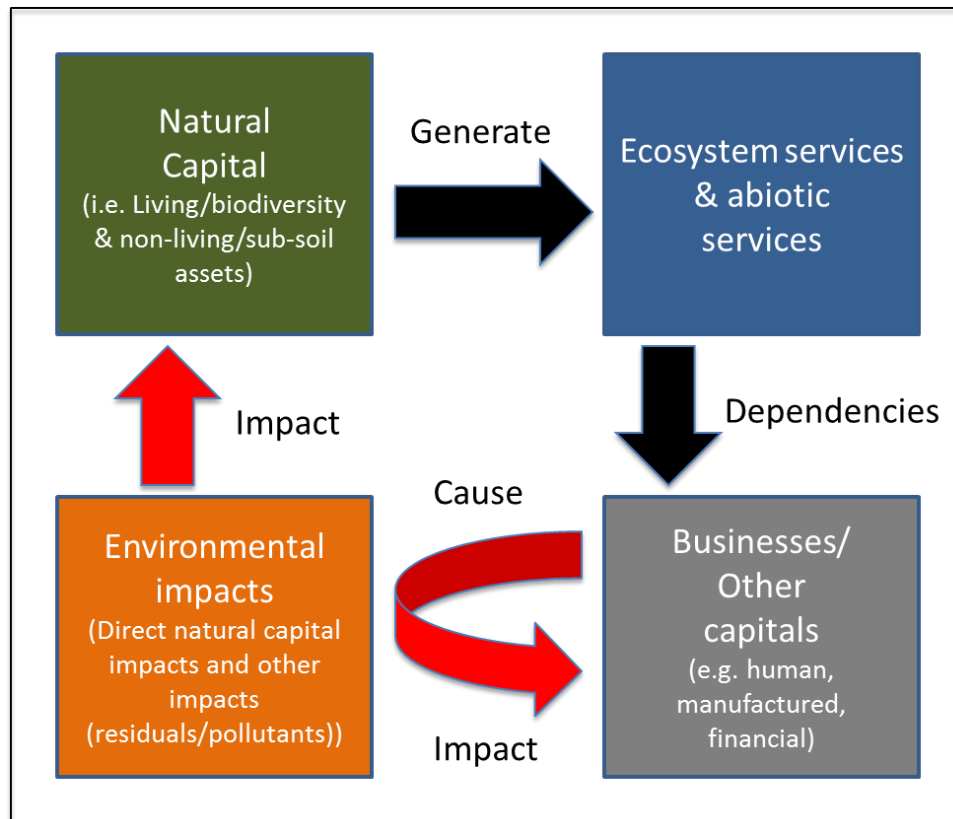 Natural
Capital
(i.e. Living/biodiversity
& non-living/sub-soil
assets)
Generate
Ecosystem services
& abiotic
services
Impact
Dependencies
Environmental
impacts
(Direct natural capital
impacts and other
impacts
(residuals/pollutants))
Cause
Impact
Businesses/
Other
capitals
(e.g. human,
manufactured,
financial)